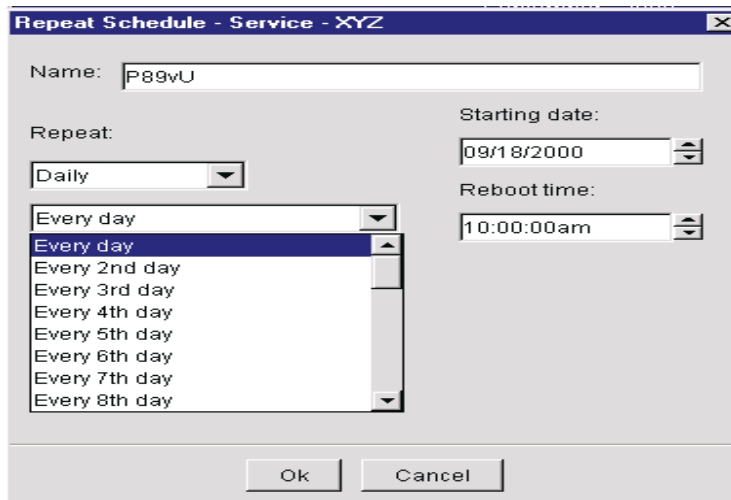 Repeat Schedule - Service - XYZ
Name:
P89vU
Repeat:
Daily
Every day
Every day
Every 2nd day
Every 3rd day
Every 4th day
Every 5th day
Every 6th day
Every 7th day
Every 8th day
Starting date:
09/18/2000
Reboot time:
10:00:00am
Ok
Cancel